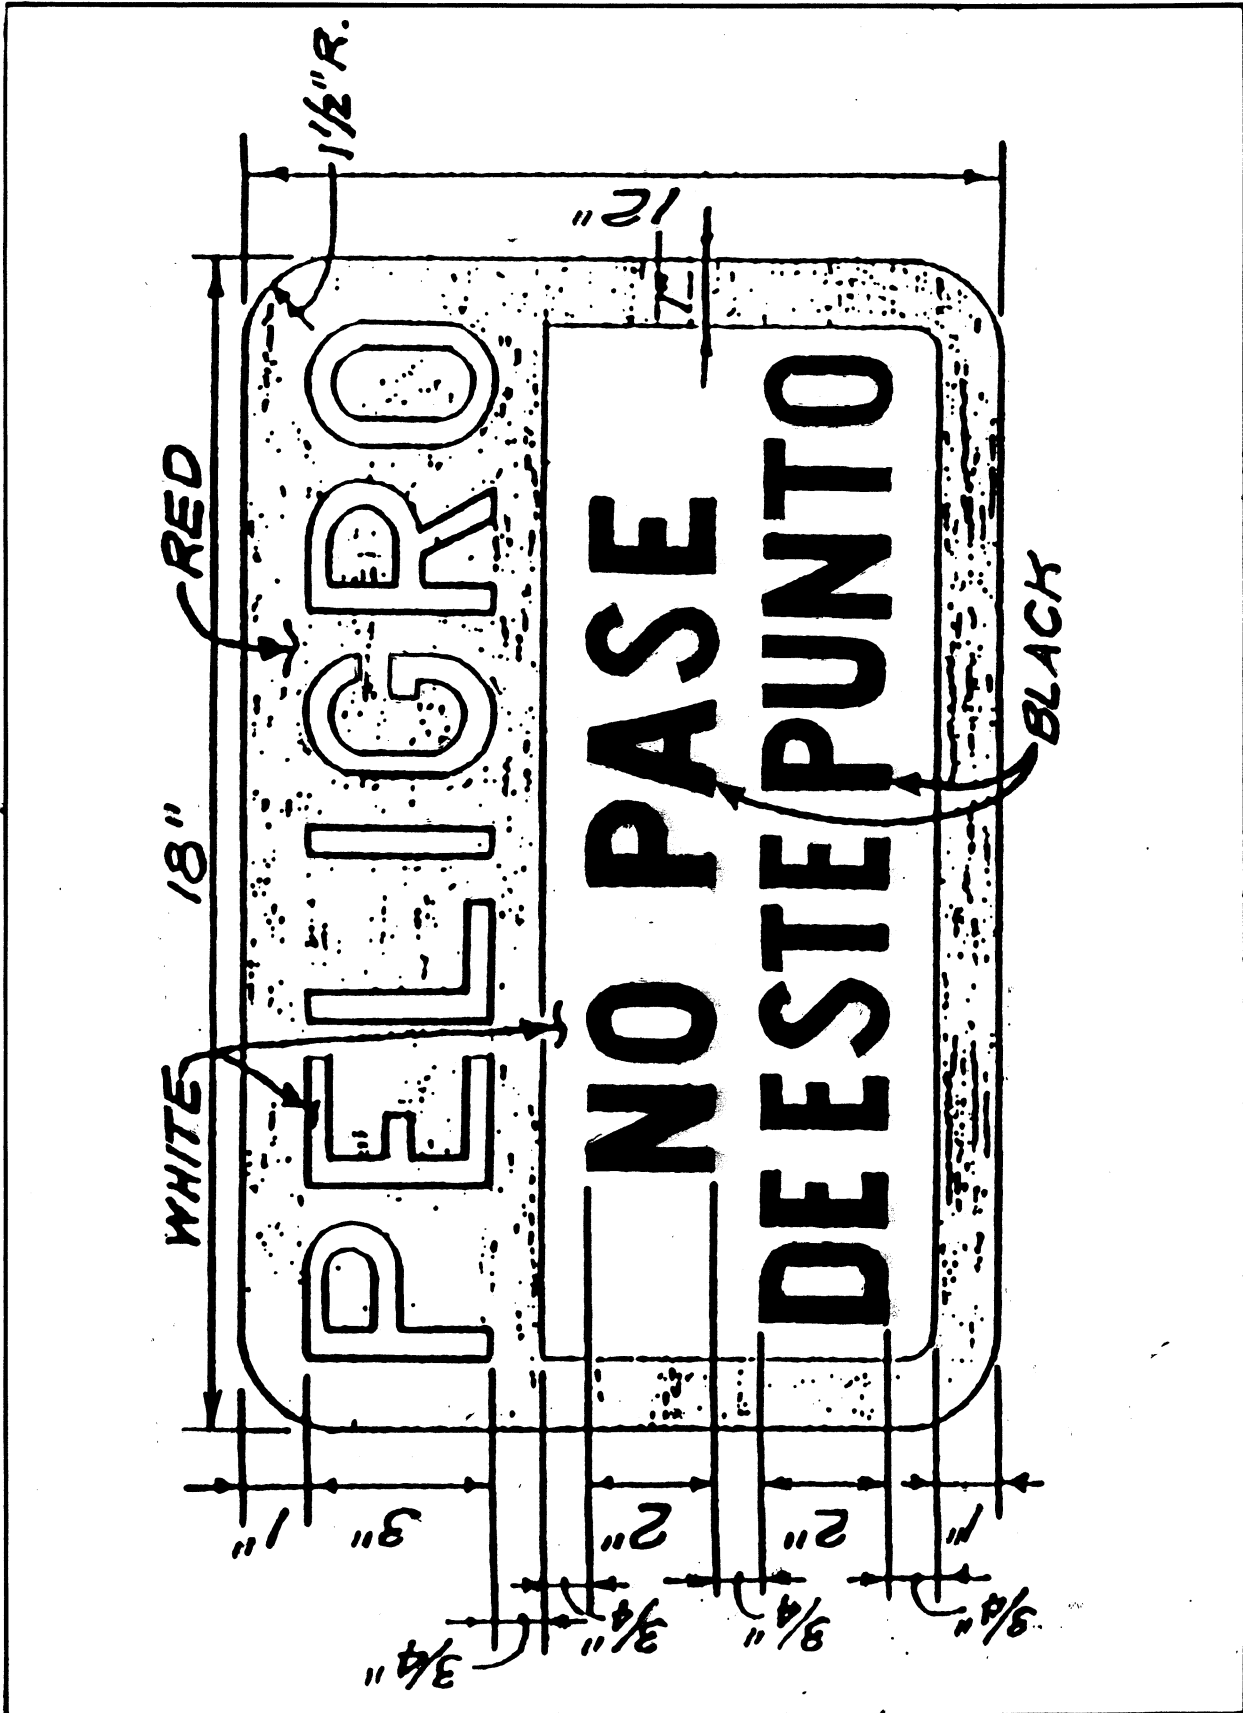 WHITE
18"
RED
1½" R.
1"
3"
PELIGRO
3/4"
3/4"
2"
NO PASE
12"
1"
3/4"
2"
DE ESTE PUNTO
3/4"
1"
BLACK